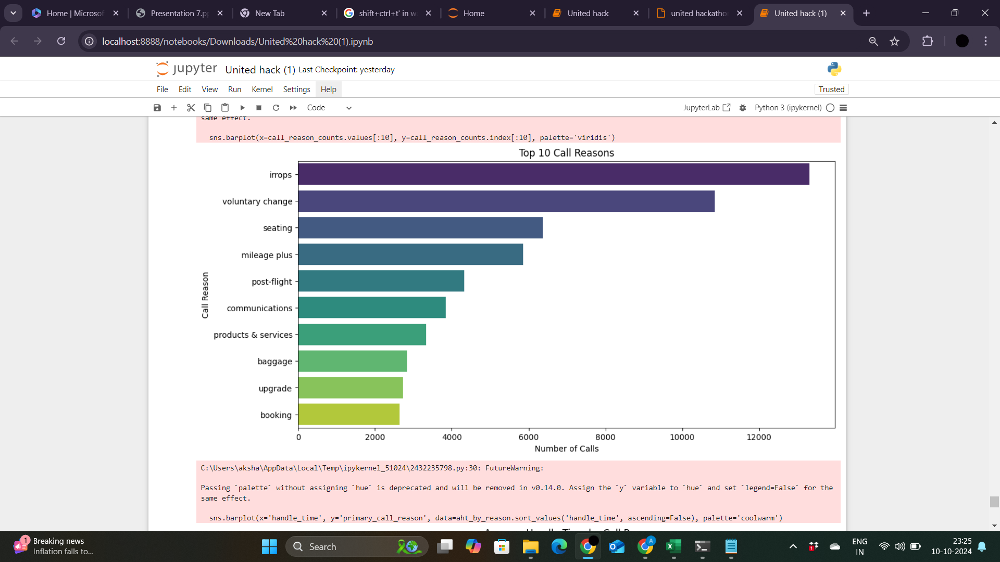 Home | Microsof
Presentation 7.p
New Tab
shift+ctrl+t' in w
Home
United hack
united hackatho
United hack (1)
localhost:8888/notebooks/Downloads/United%20hack%20(1).ipynb
jupyter United hack (1) Last Checkpoint: yesterday
File Edit View Run Kernel Settings Help
Trusted
Code
JupyterLab
Python 3 (ipykernel)
same effect.
sns.barplot(x=call_reason_counts.values[:10], y=call_reason_counts.index[:10], palette='viridis')
Top 10 Call Reasons
irrops
voluntary change
seating
mileage plus
post-flight
communications
products & services
baggage
upgrade
booking
Call Reason
0 2000 4000 6000 8000 10000 12000
Number of Calls
C:\Users\aksha\AppData\Local\Temp\ipykernel_51024\2432235798.py:30: FutureWarning:
Passing `palette` without assigning `hue` is deprecated and will be removed in v0.14.0. Assign the `y` variable to `hue` and set `legend=False` for the
same effect.
sns.barplot(x='handle_time', y='primary_call_reason', data=aht_by_reason.sort_values('handle_time', ascending=False), palette='coolwarm')
1
Breaking news
Inflation falls to...
Search
A
1
ENG
IN
23:25
10-10-2024